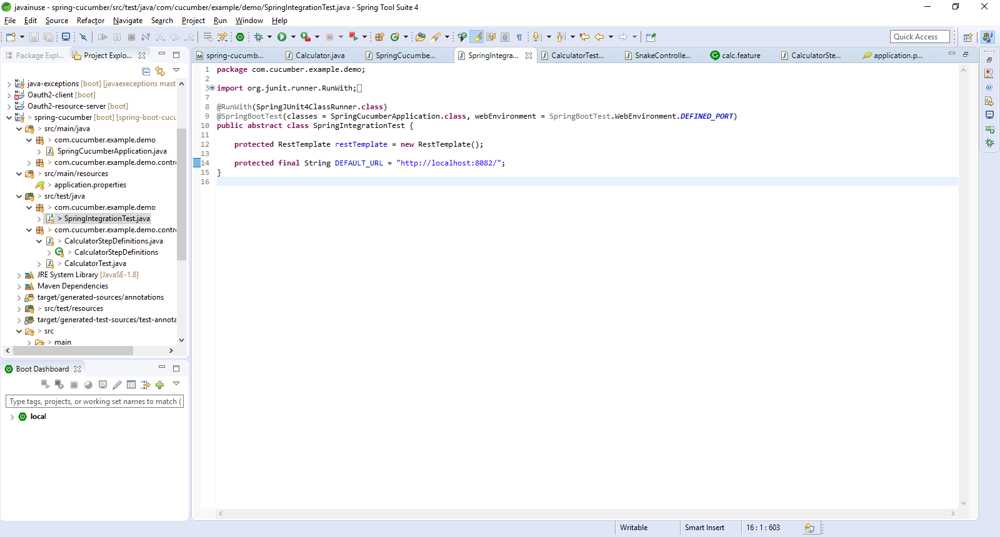 javainuse - spring-cucumber/src/test/java/com/cucumber/example/demo/SpringIntegrationTest.java - Spring Tool Suite 4
File Edit Source Refactor Navigate Search Project Run Window Help
Quick Access
Package Expl... Project Explo...
java-exceptions [boot] [javaexeceptions mast
Oauth2-client [boot]
Oauth2-resource-server [boot]
> spring-cucumber [boot] [spring-boot-cucu
> src/main/java
> com.cucumber.example.demo
SpringCucumberApplication.java
> com.cucumber.example.demo.contr
> src/main/resources
> application.properties
> src/test/java
> com.cucumber.example.demo
> SpringIntegrationTest.java
> com.cucumber.example.demo.contr
> CalculatorStepDefinitions.java
> CalculatorStepDefinitions
> CalculatorTest.java
JRE System Library [JavaSE-1.8]
Maven Dependencies
target/generated-sources/annotations
> src/test/resources
target/generated-test-sources/test-annota
> src
> main
Boot Dashboard
Type tags, projects, or working set names to match (
local
spring-cucumb... Calculator.java SpringCucumbe... SpringIntegra... CalculatorTest... SnakeControlle... calc.feature CalculatorSte... application.p...
1 package com.cucumber.example.demo;
2
3 import org.junit.runner.RunWith;
7
8 @RunWith(SpringJUnit4ClassRunner.class)
9 @SpringBootTest(classes = SpringCucumberApplication.class, webEnvironment = SpringBootTest.WebEnvironment.DEFINED_PORT)
10 public abstract class SpringIntegrationTest {
11
12 protected RestTemplate restTemplate = new RestTemplate();
13
14 protected final String DEFAULT_URL = "http://localhost:8082/";
15 }
16
Writable Smart Insert 16 : 1 : 603